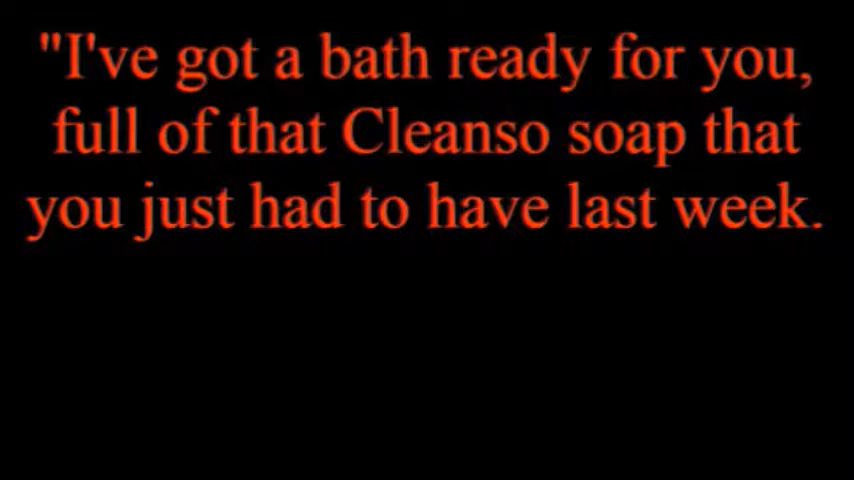 "I've got a bath ready for you,
full of that Cleanso soap that
you just had to have last week.